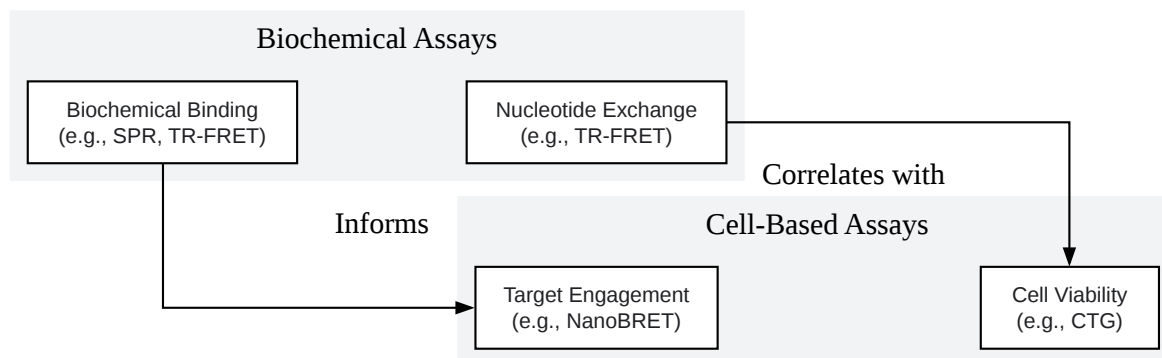 Biochemical Assays
Biochemical Binding
(e.g., SPR, TR-FRET)
Nucleotide Exchange
(e.g., TR-FRET)
Correlates with
Informs
Cell-Based Assays
Target Engagement
(e.g., NanoBRET)
Cell Viability
(e.g., CTG)